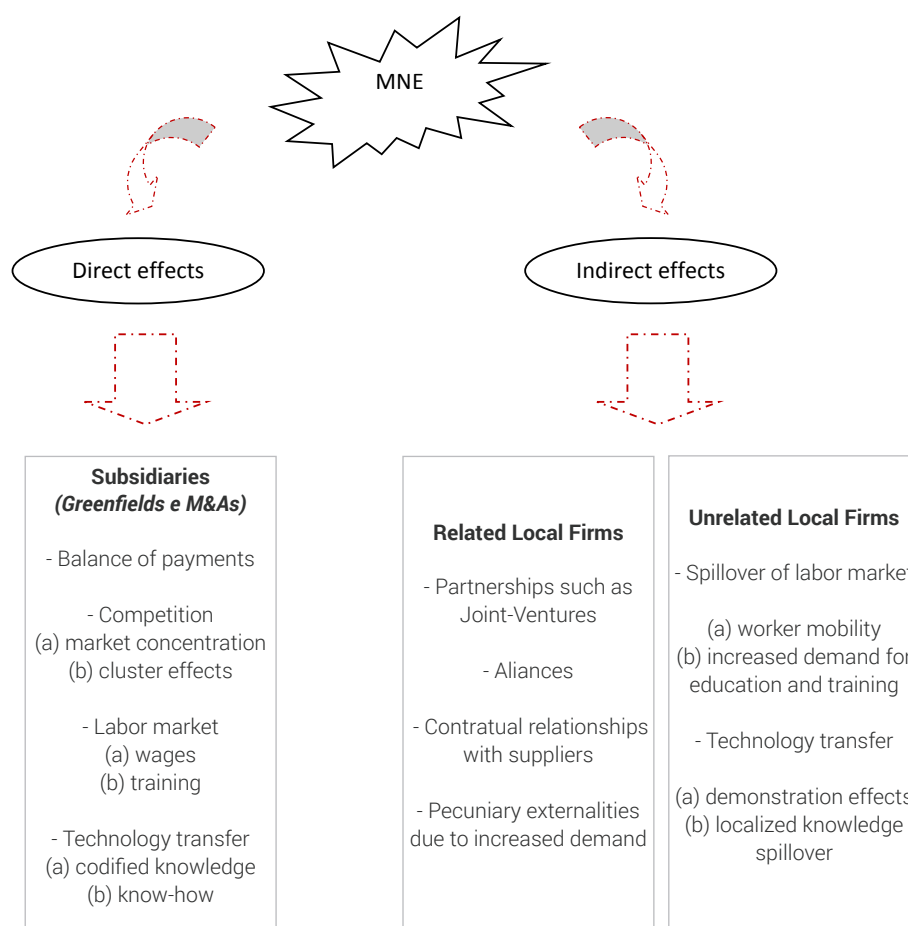 MNE
Direct effects
Indirect effects
Subsidiaries
(Greenfields e M&As)
- Balance of payments
- Competition
(a) market concentration
(b) cluster effects
- Labor market
(a) wages
(b) training
- Technology transfer
(a) codified knowledge
(b) know-how
Related Local Firms
- Partnerships such as
Joint-Ventures
- Aliances
- Contratual relationships
with suppliers
- Pecuniary externalities
due to increased demand
Unrelated Local Firms
- Spillover of labor market
(a) worker mobility
(b) increased demand for
education and training
- Technology transfer
(a) demonstration effects
(b) localized knowledge
spillover